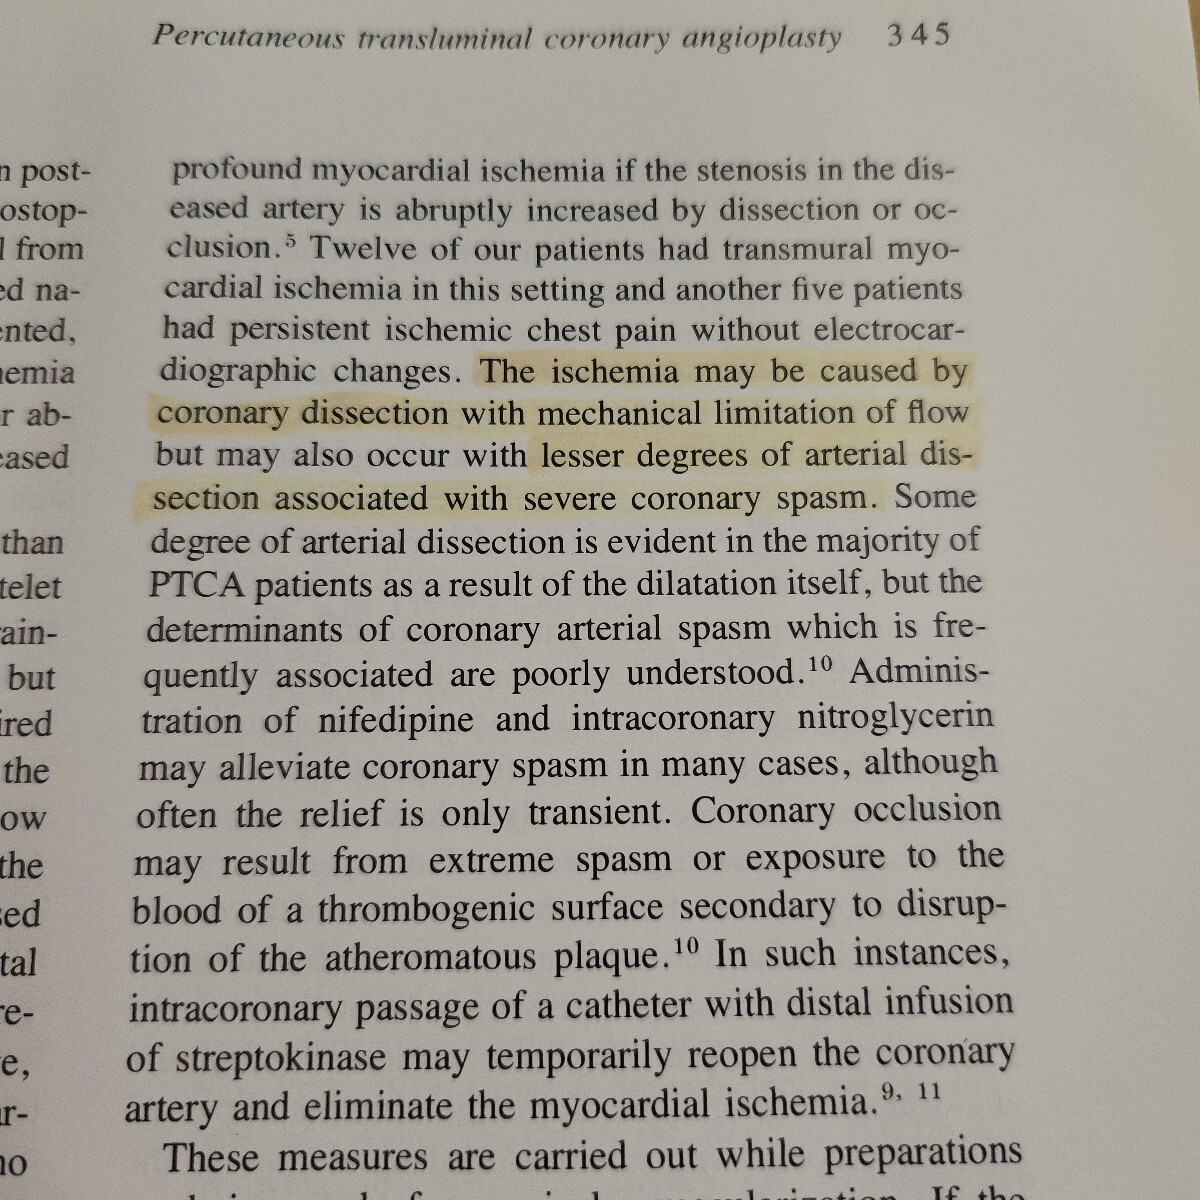 Percutaneous transluminal coronary angioplasty 345
n post-
ostop-
l from
ed na-
ented,
nemia
r ab-
eased
than
telet
rain-
but
ired
the
ow
the
sed
tal
re-
e,
ur-
no
profound myocardial ischemia if the stenosis in the dis-
eased artery is abruptly increased by dissection or oc-
clusion.⁵ Twelve of our patients had transmural myo-
cardial ischemia in this setting and another five patients
had persistent ischemic chest pain without electrocar-
diographic changes. The ischemia may be caused by
coronary dissection with mechanical limitation of flow
but may also occur with lesser degrees of arterial dis-
section associated with severe coronary spasm. Some
degree of arterial dissection is evident in the majority of
PTCA patients as a result of the dilatation itself, but the
determinants of coronary arterial spasm which is fre-
quently associated are poorly understood.¹⁰ Adminis-
tration of nifedipine and intracoronary nitroglycerin
may alleviate coronary spasm in many cases, although
often the relief is only transient. Coronary occlusion
may result from extreme spasm or exposure to the
blood of a thrombogenic surface secondary to disrup-
tion of the atheromatous plaque.¹⁰ In such instances,
intracoronary passage of a catheter with distal infusion
of streptokinase may temporarily reopen the coronary
artery and eliminate the myocardial ischemia.⁹, ¹¹
These measures are carried out while preparations
If the